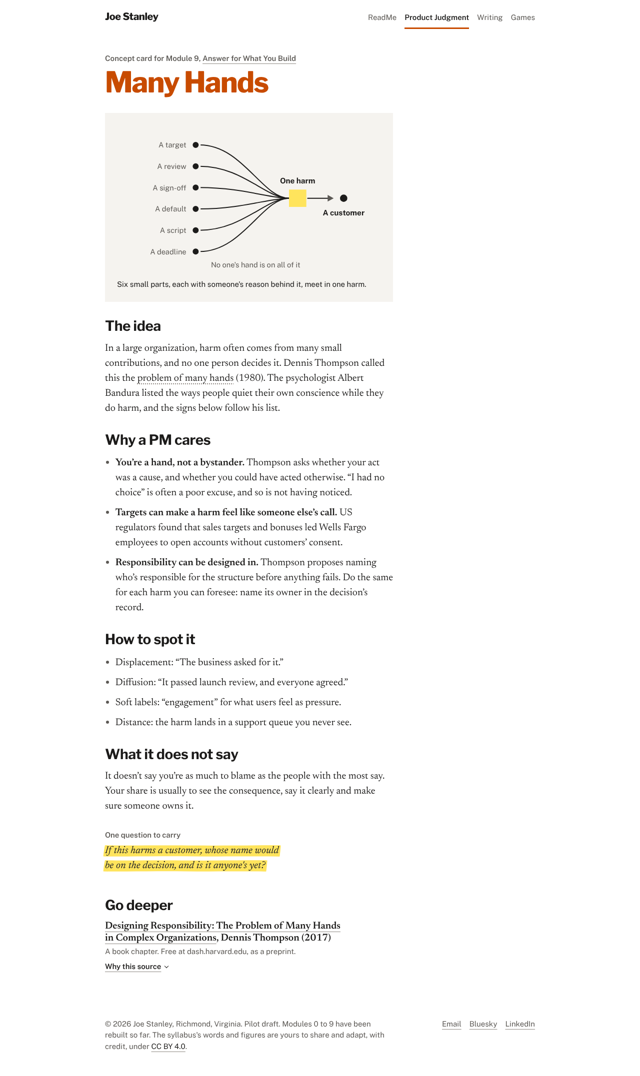 Joe Stanley
ReadMe Product Judgment Writing Games
Concept card for Module 9, Answer for What You Build
Many Hands
A target
A review
A sign-off
A default
A script
A deadline
One harm
A customer
No one's hand is on all of it
Six small parts, each with someone's reason behind it, meet in one harm.
The idea
In a large organization, harm often comes from many small
contributions, and no one person decides it. Dennis Thompson called
this the problem of many hands (1980). The psychologist Albert
Bandura listed the ways people quiet their own conscience while they
do harm, and the signs below follow his list.
Why a PM cares
• You're a hand, not a bystander. Thompson asks whether your act
was a cause, and whether you could have acted otherwise. “I had no
choice” is often a poor excuse, and so is not having noticed.
• Targets can make a harm feel like someone else's call. US
regulators found that sales targets and bonuses led Wells Fargo
employees to open accounts without customers' consent.
• Responsibility can be designed in. Thompson proposes naming
who's responsible for the structure before anything fails. Do the same
for each harm you can foresee: name its owner in the decision's
record.
How to spot it
• Displacement: “The business asked for it.”
• Diffusion: “It passed launch review, and everyone agreed.”
• Soft labels: “engagement” for what users feel as pressure.
• Distance: the harm lands in a support queue you never see.
What it does not say
It doesn't say you're as much to blame as the people with the most say.
Your share is usually to see the consequence, say it clearly and make
sure someone owns it.
One question to carry
If this harms a customer, whose name would
be on the decision, and is it anyone's yet?
Go deeper
Designing Responsibility: The Problem of Many Hands
in Complex Organizations, Dennis Thompson (2017)
A book chapter. Free at dash.harvard.edu, as a preprint.
Why this source
© 2026 Joe Stanley, Richmond, Virginia. Pilot draft. Modules 0 to 9 have been
rebuilt so far. The syllabus's words and figures are yours to share and adapt, with
credit, under CC BY 4.0.
Email Bluesky LinkedIn